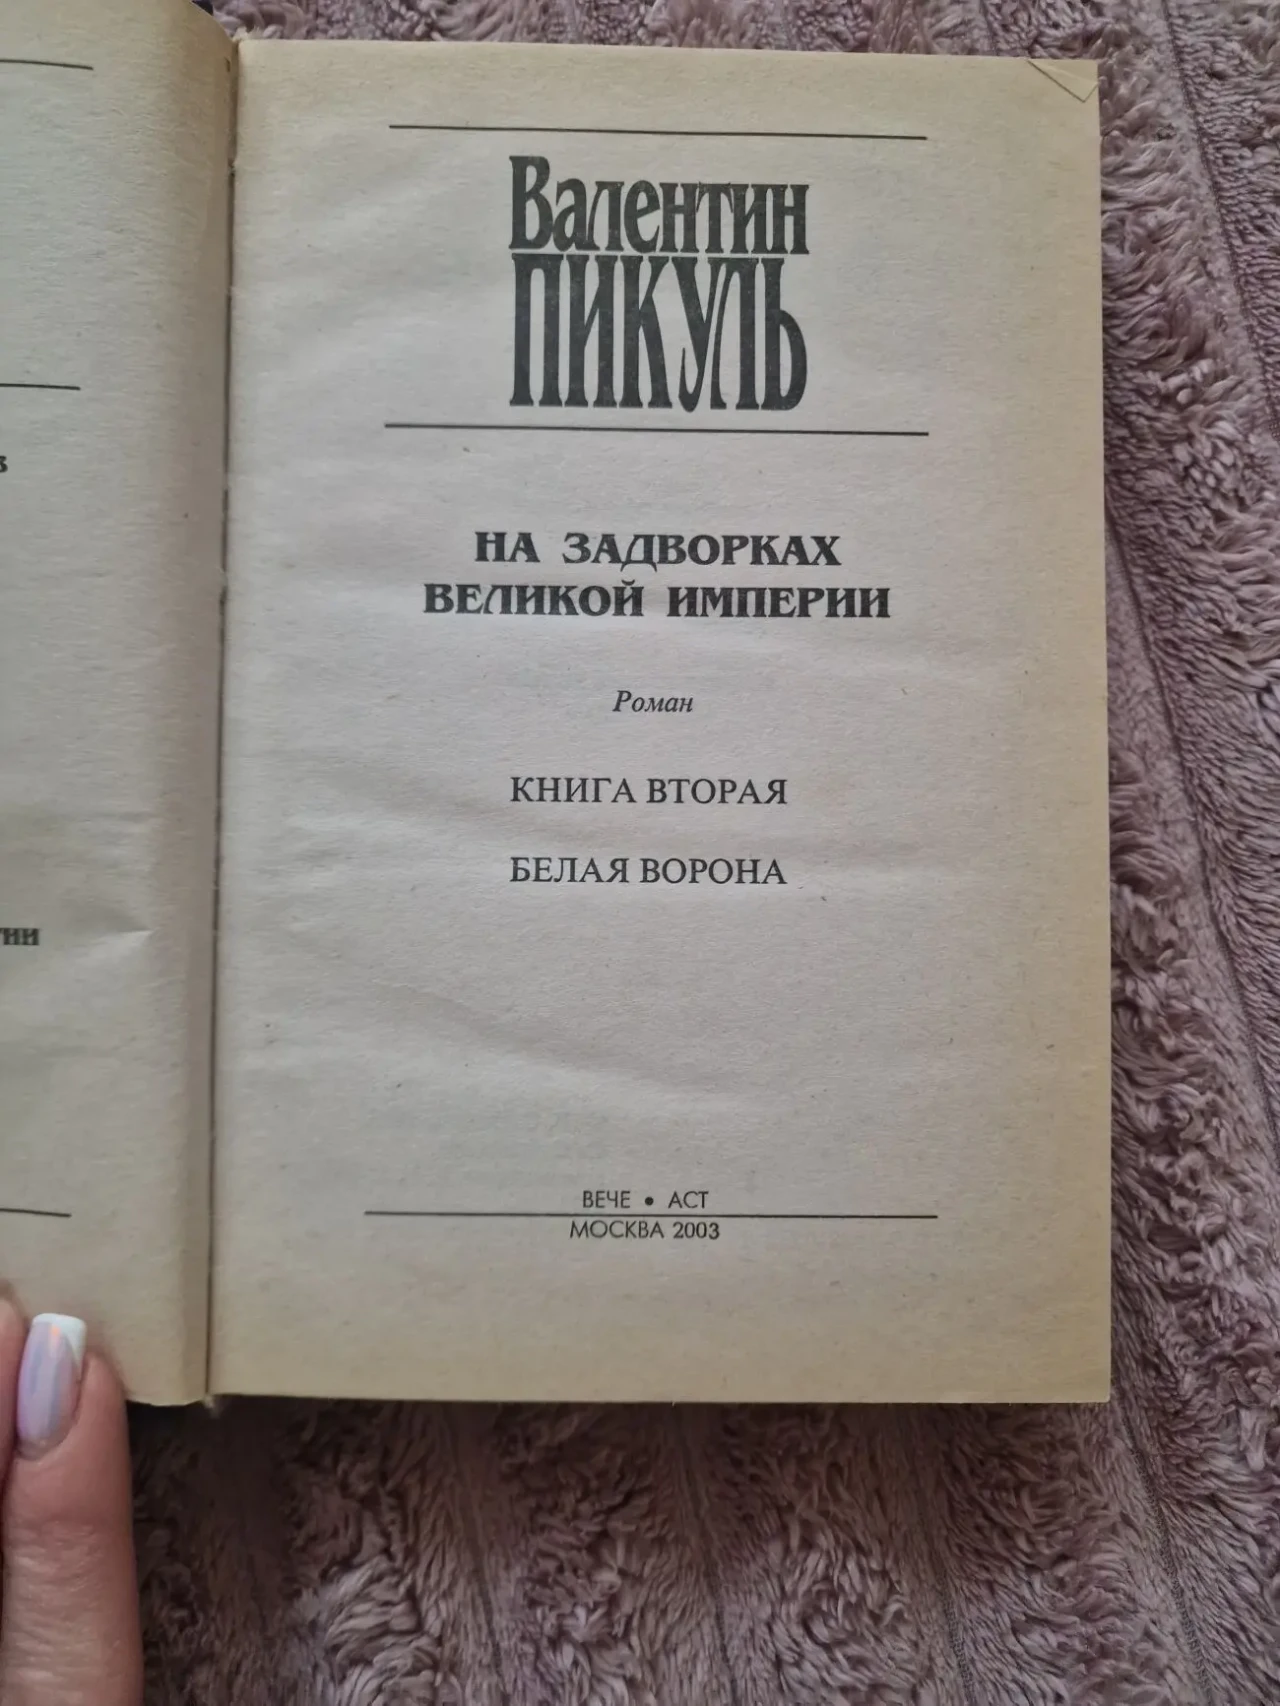 Валентин
ПИКУЛЬ
НА ЗАДВОРКАХ
ВЕЛИКОЙ ИМПЕРИИ
Роман
КНИГА ВТОРАЯ
БЕЛАЯ ВОРОНА
ВЕЧЕ • АСТ
МОСКВА 2003